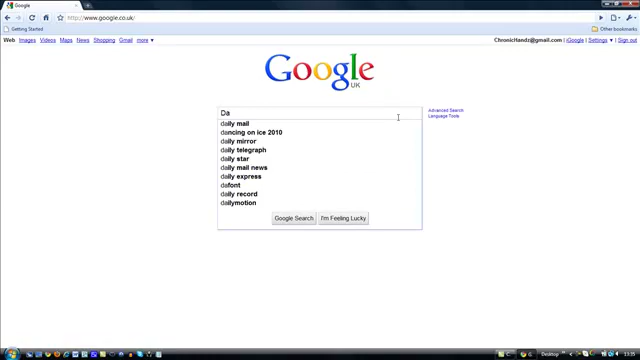 Google
http://www.google.co.uk/
Getting Started
Other bookmarks
Web Images Videos Maps News Shopping Gmail more ▼
ChronicHandz@gmail.com | iGoogle | Settings ▼ | Sign out
Google
UK
Da
Advanced Search
Language Tools
daily mail
dancing on ice 2010
daily mirror
daily telegraph
daily star
daily mail news
daily express
dafont
daily record
dailymotion
Google Search
I'm Feeling Lucky
Desktop
13:35